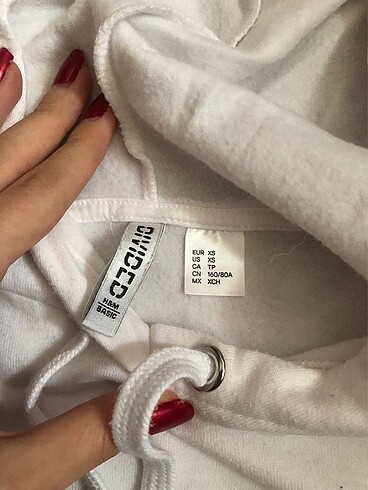 DIVIDED
H&M
BASIC
EUR XS
US XS
CA TP
CN 160/80A
MX XCH